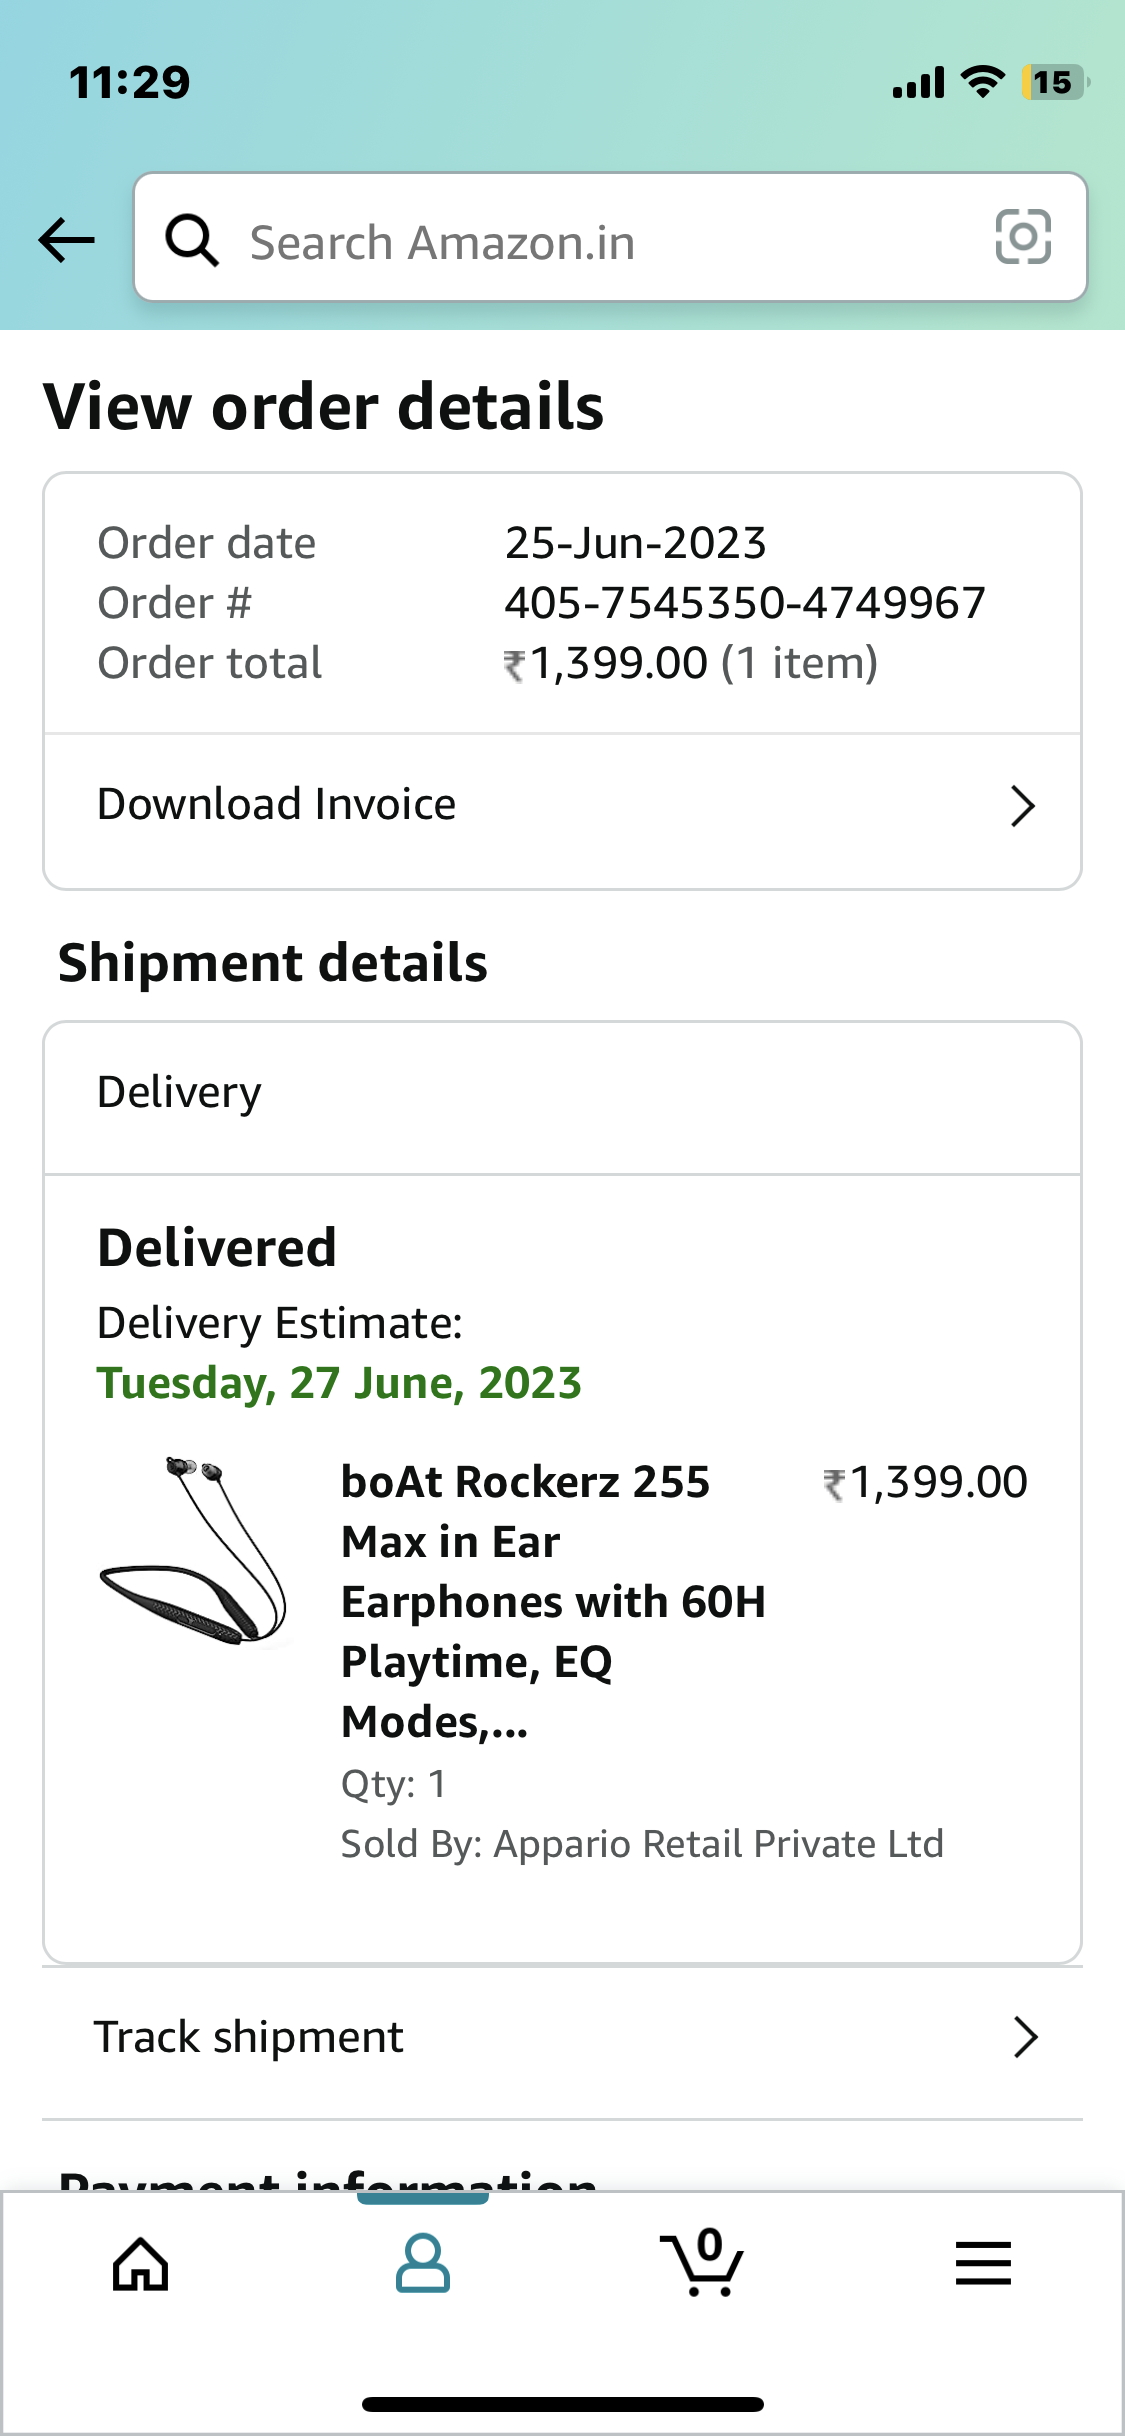 11:29
15
Search Amazon.in
View order details
Order date 25-Jun-2023
Order # 405-7545350-4749967
Order total ₹1,399.00 (1 item)
Download Invoice
Shipment details
Delivery
Delivered
Delivery Estimate:
Tuesday, 27 June, 2023
boAt Rockerz 255 ₹1,399.00
Max in Ear
Earphones with 60H
Playtime, EQ
Modes,...
Qty: 1
Sold By: Appario Retail Private Ltd
Track shipment
Payment information
0